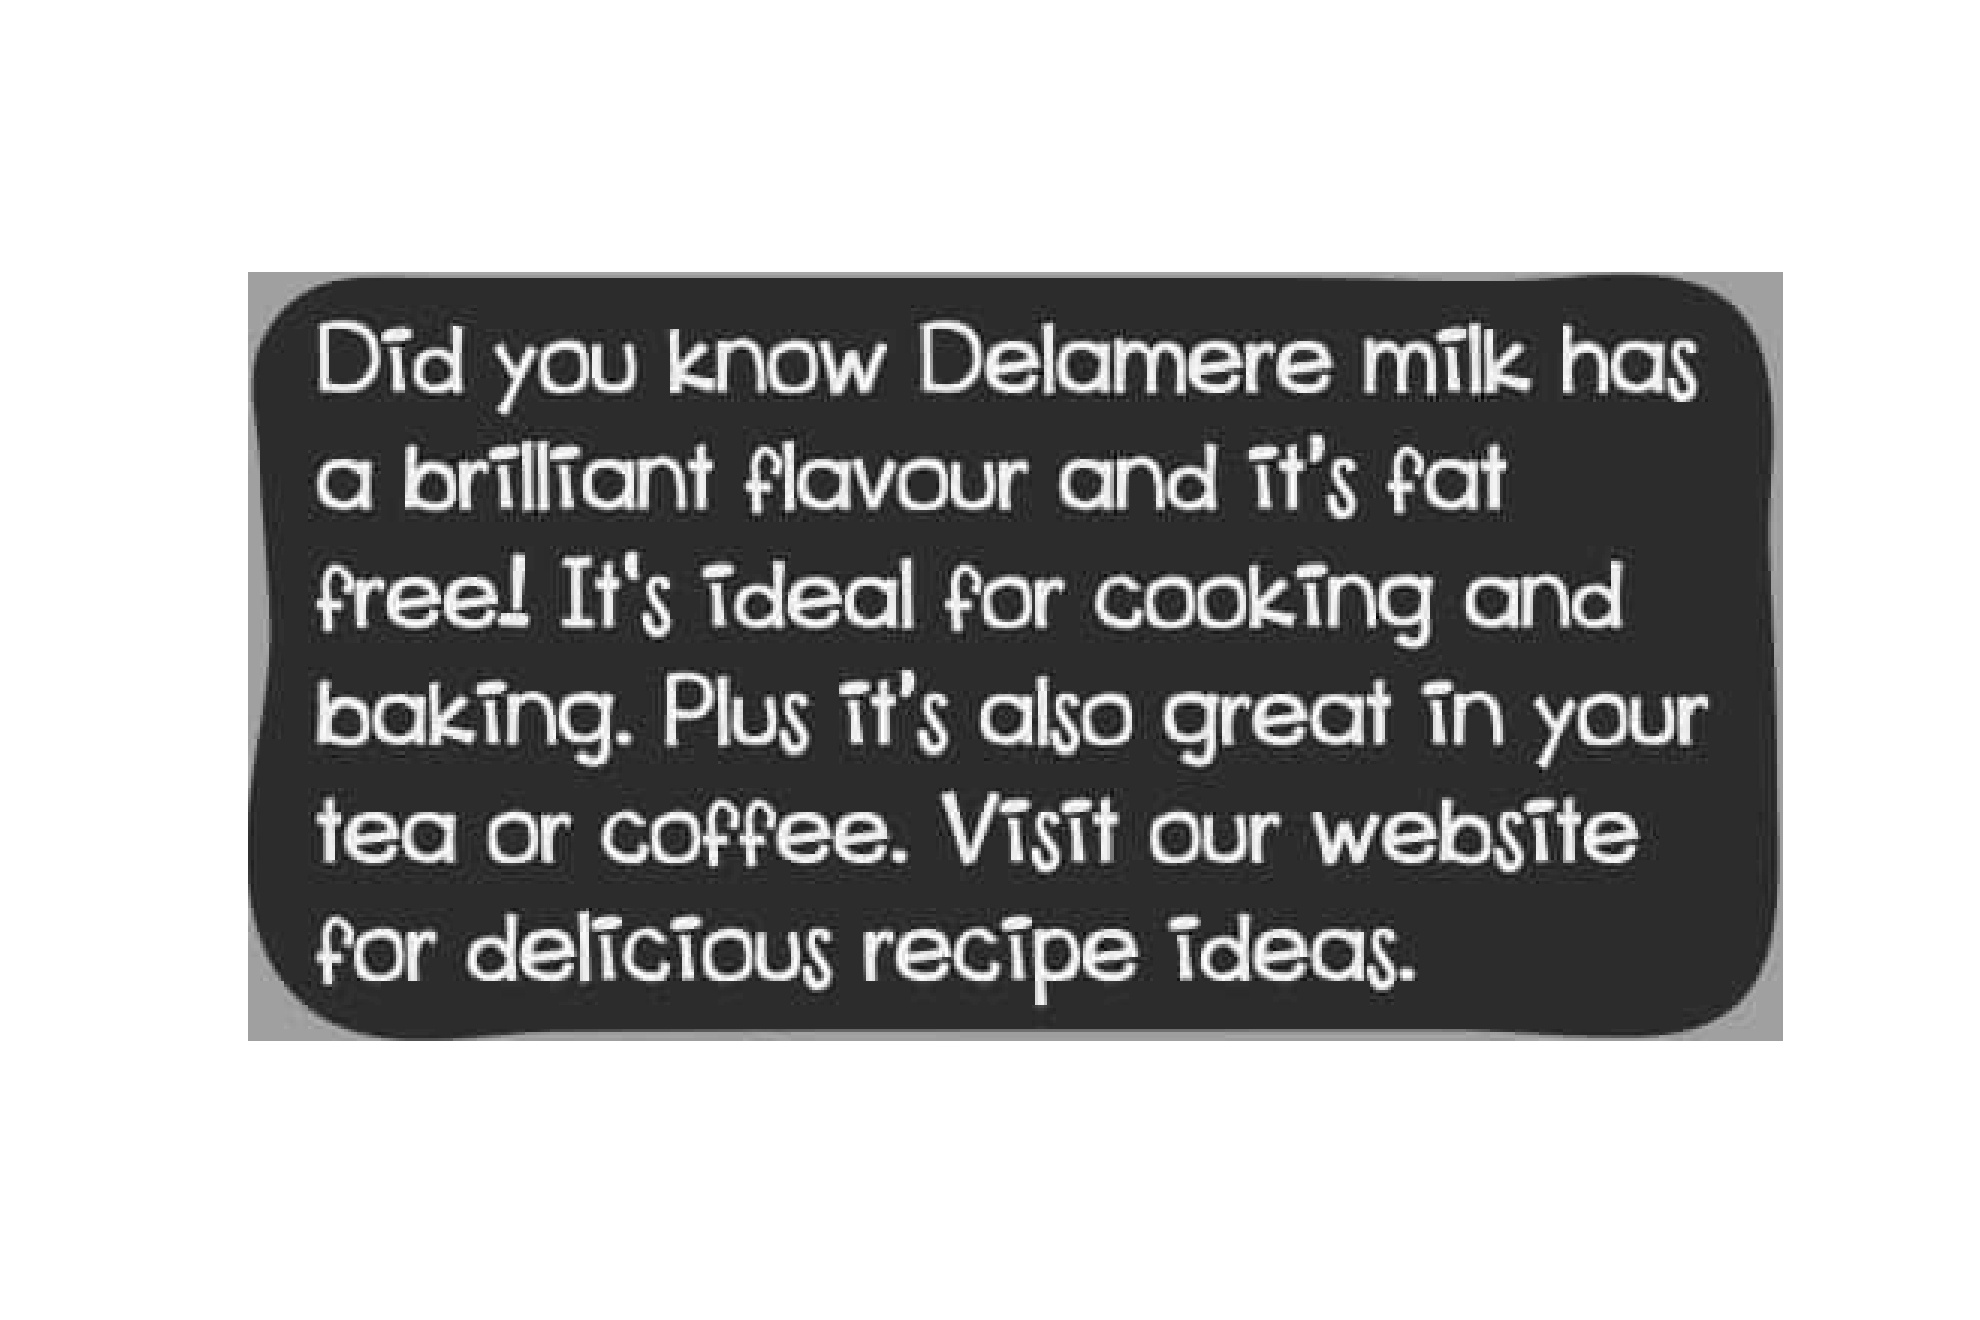 Did you know Delamere milk has
a brilliant flavour and it's fat
free! It's ideal for cooking and
baking. Plus it's also great in your
tea or coffee. Visit our website
for delicious recipe ideas.